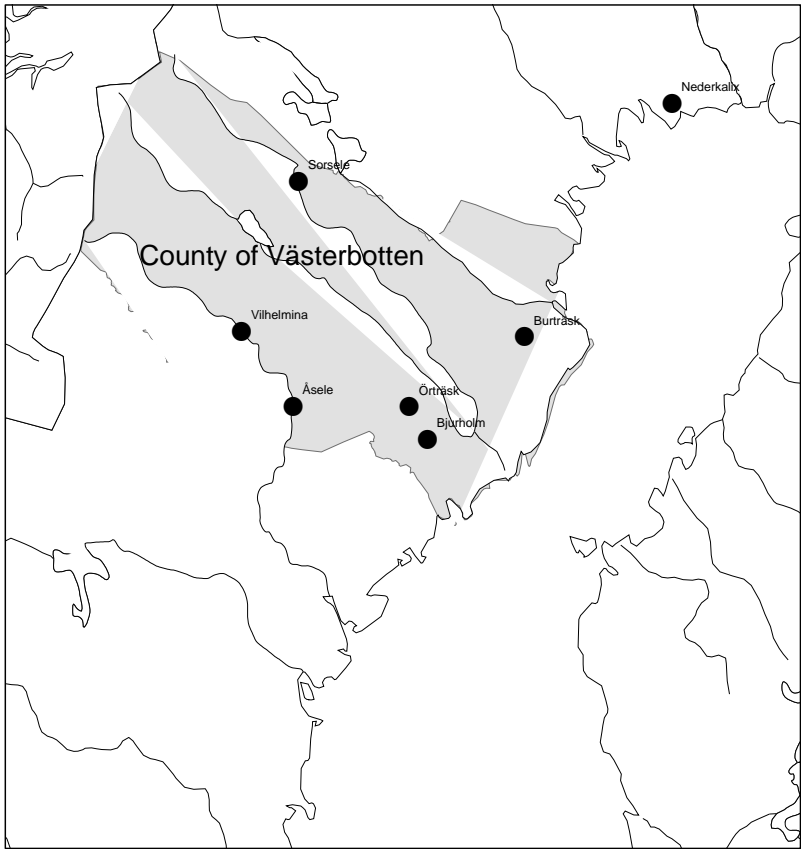 Nederkalix
Sorsele
County of Västerbotten
Vilhelmina
Burträsk
Åsele
Örträsk
Bjurholm